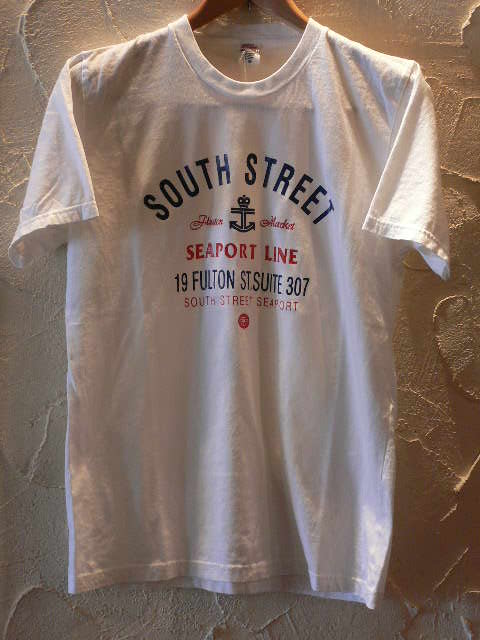 SOUTH STREET
Fulton Market
SEAPORT LINE
19 FULTON ST.SUITE 307
SOUTH STREET SEAPORT